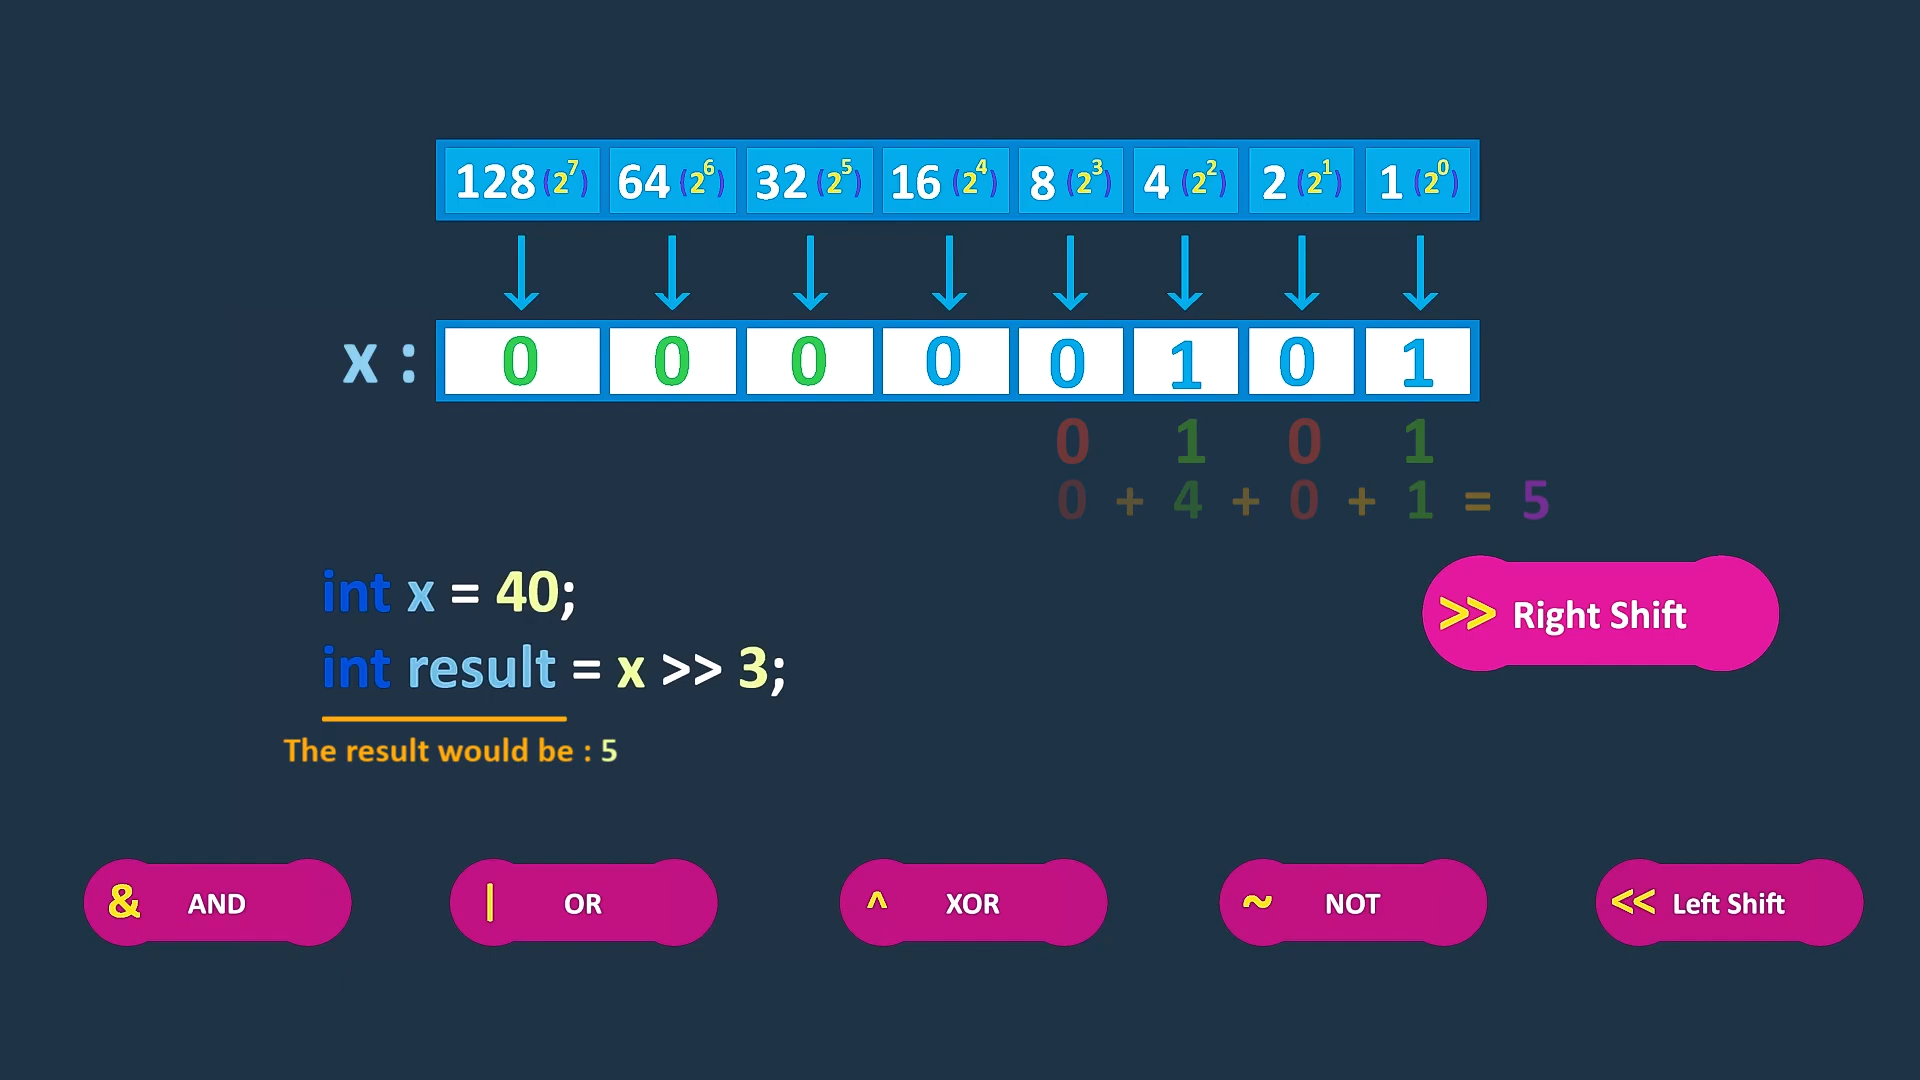 128 (2⁷) 64 (2⁶) 32 (2⁵) 16 (2⁴) 8 (2³) 4 (2²) 2 (2¹) 1 (2⁰)
x : 0 0 0 0 0 1 0 1
0 1 0 1
0 + 4 + 0 + 1 = 5
int x = 40;
int result = x >> 3;
The result would be : 5
>> Right Shift
& AND
| OR
^ XOR
~ NOT
<< Left Shift